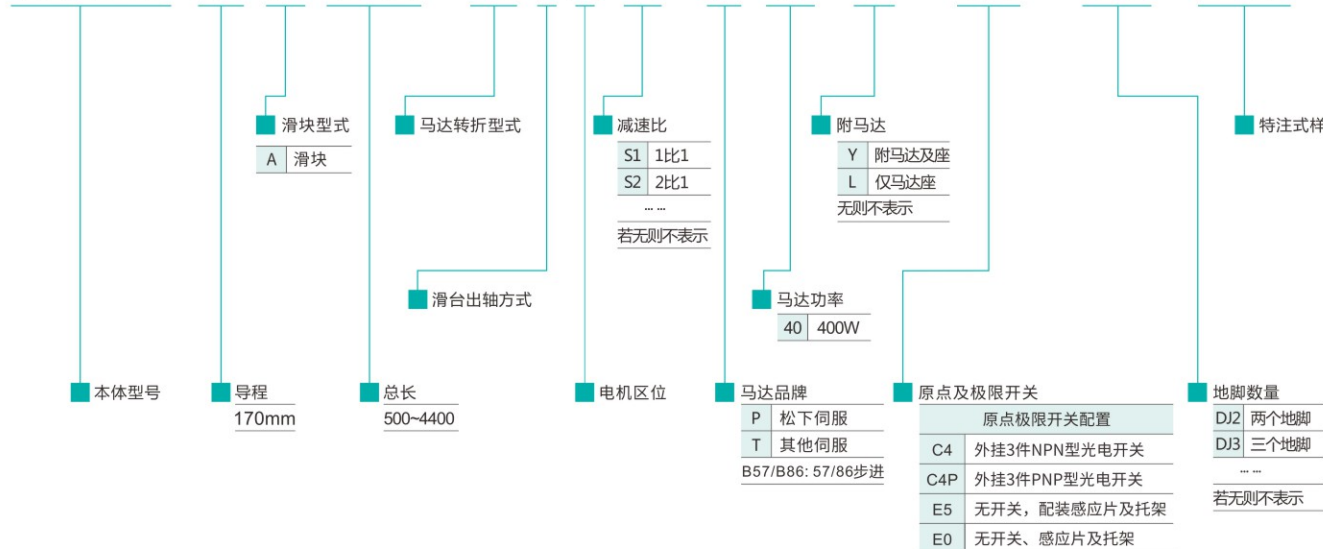 滑块型式
A 滑块
马达转折型式
减速比
S1 1比1
S2 2比1
... ...
若无则不表示
附马达
Y 附马达及座
L 仅马达座
无则不表示
特注式样
滑台出轴方式
马达功率
40 400W
本体型号
导程
170mm
总长
500~4400
电机区位
马达品牌
P 松下伺服
T 其他伺服
B57/B86: 57/86步进
原点及极限开关
原点极限开关配置
C4 外挂3件NPN型光电开关
C4P 外挂3件PNP型光电开关
E5 无开关，配装感应片及托架
E0 无开关、感应片及托架
地脚数量
DJ2 两个地脚
DJ3 三个地脚
... ...
若无则不表示